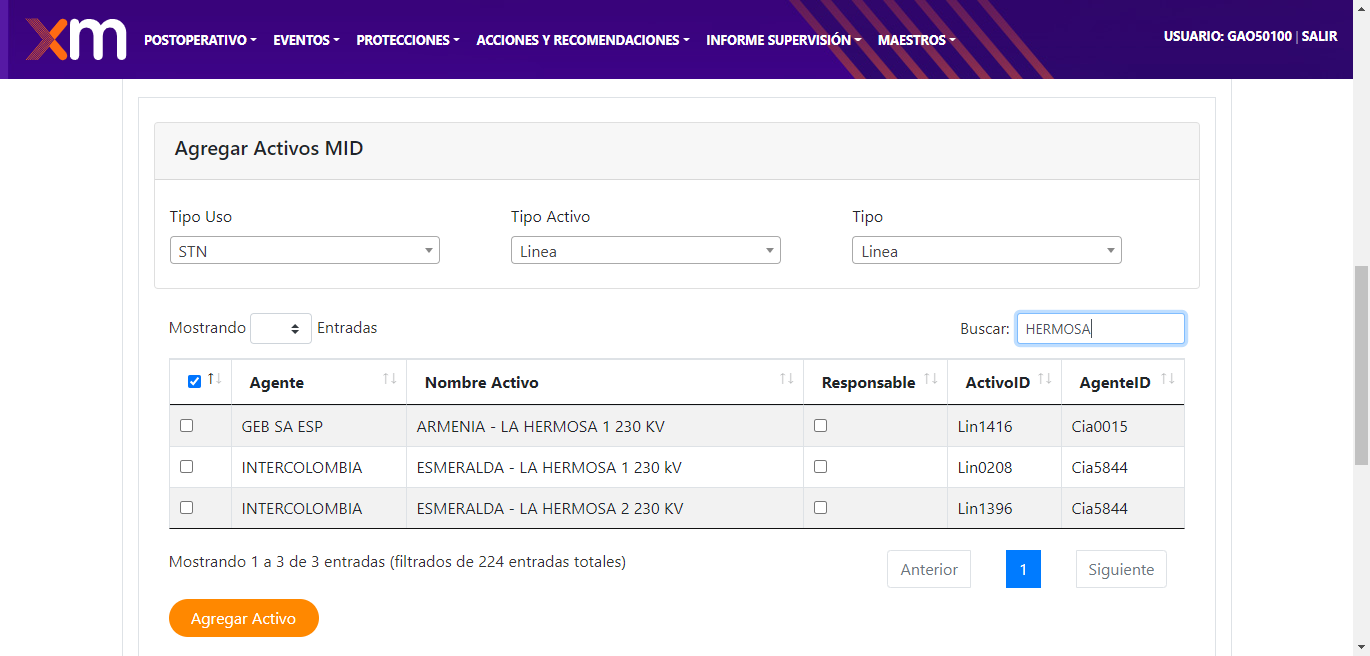 xm POSTOPERATIVO EVENTOS PROTECCIONES ACCIONES Y RECOMENDACIONES INFORME SUPERVISIÓN MAESTROS USUARIO: GAO50100 | SALIR
Agregar Activos MID
Tipo Uso Tipo Activo Tipo
STN Linea Linea
Mostrando Entradas Buscar: HERMOSA
Agente Nombre Activo Responsable ActivoID AgenteID
GEB SA ESP ARMENIA - LA HERMOSA 1 230 KV Lin1416 Cia0015
INTERCOLOMBIA ESMERALDA - LA HERMOSA 1 230 kV Lin0208 Cia5844
INTERCOLOMBIA ESMERALDA - LA HERMOSA 2 230 KV Lin1396 Cia5844
Mostrando 1 a 3 de 3 entradas (filtrados de 224 entradas totales) Anterior 1 Siguiente
Agregar Activo